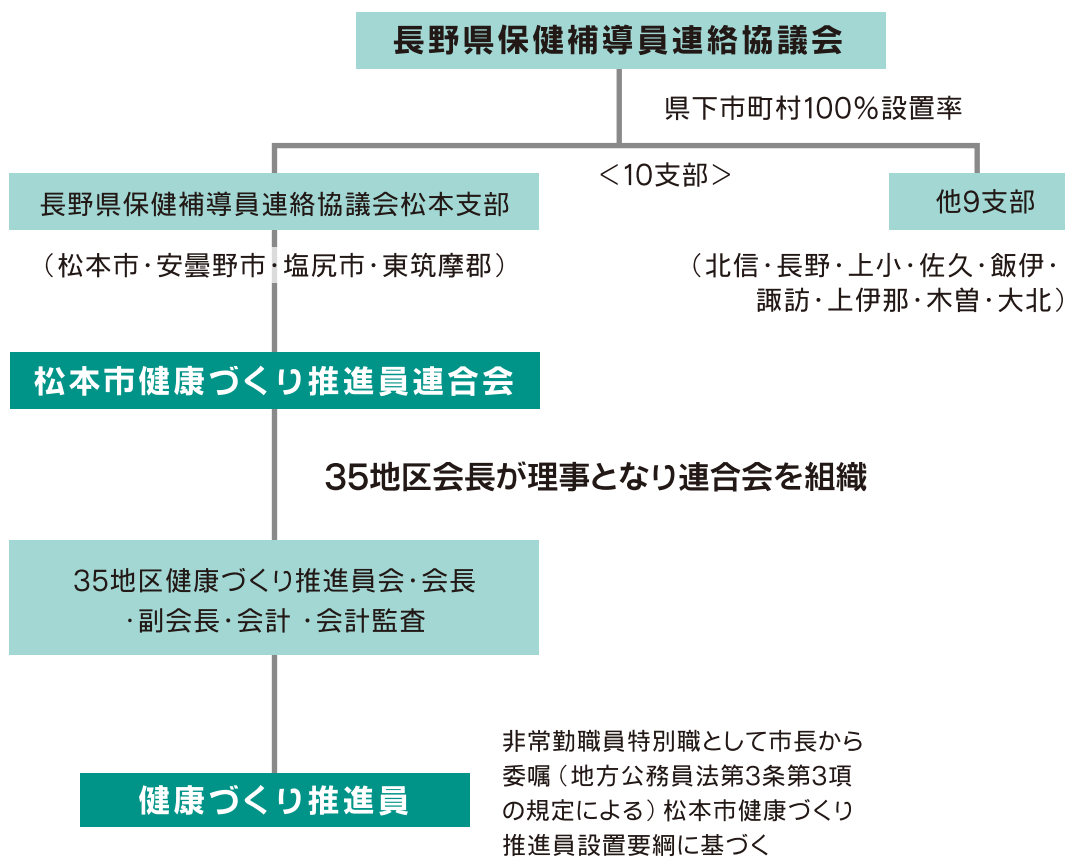 長野県保健補導員連絡協議会
県下市町村100％設置率
＜10支部＞
長野県保健補導員連絡協議会松本支部
他9支部
（松本市・安曇野市・塩尻市・東筑摩郡）
（北信・長野・上小・佐久・飯伊・
諏訪・上伊那・木曽・大北）
松本市健康づくり推進員連合会
35地区会長が理事となり連合会を組織
35地区健康づくり推進員会・会長
・副会長・会計 ・会計監査
非常勤職員特別職として市長から
委嘱（地方公務員法第3条第3項
の規定による）松本市健康づくり
推進員設置要綱に基づく
健康づくり推進員